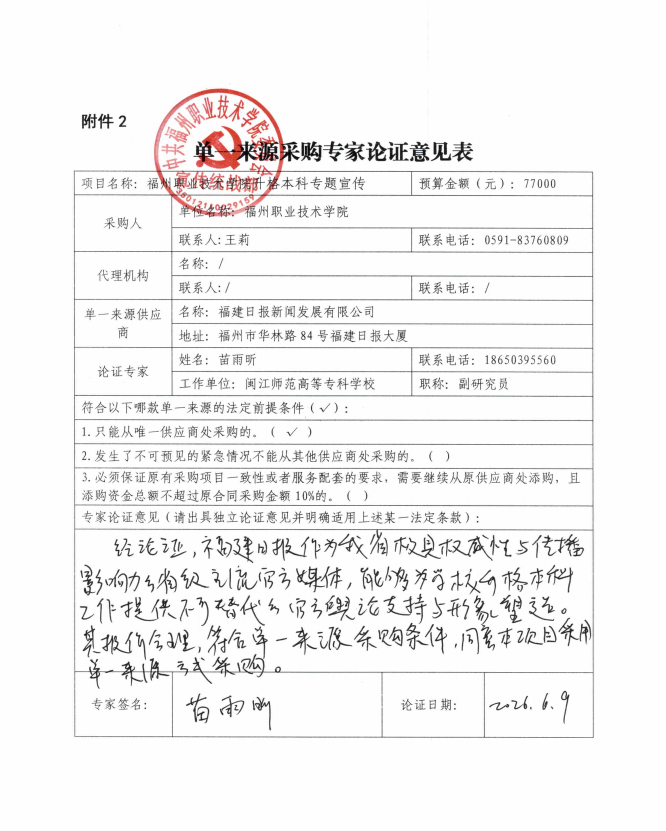 附件 2
单一来源采购专家论证意见表
中共福州职业技术学院委员会
宣传统战部
项目名称: 福州职业技术学院升格本科专题宣传
预算金额（元）: 77000
采购人
单位名称: 福州职业技术学院
联系人: 王莉
联系电话: 0591-83760809
代理机构
名称: /
联系人: /
联系电话: /
单一来源供应商
名称: 福建日报新闻发展有限公司
地址: 福州市华林路 84 号福建日报大厦
论证专家
姓名: 苗雨昕
联系电话: 18650395560
工作单位: 闽江师范高等专科学校
职称: 副研究员
符合以下哪款单一来源的法定前提条件（✓）:
1.只能从唯一供应商处采购的。（ ✓ ）
2.发生了不可预见的紧急情况不能从其他供应商处采购的。（ ）
3.必须保证原有采购项目一致性或者服务配套的要求，需要继续从原供应商处添购，且
添购资金总额不超过原合同采购金额 10%的。（ ）
专家论证意见（请出具独立论证意见并明确适用上述某一法定条款）:
经论证，福建日报作为我省极具权威性与传播
影响力的省级主流官方媒体，能够为学校升格本科
工作提供不可替代的官方舆论支持与形象塑造。
其报价合理，符合单一来源采购条件，同意本项目采用
单一来源方式采购。
专家签名:
苗雨昕
论证日期:
2026.6.9